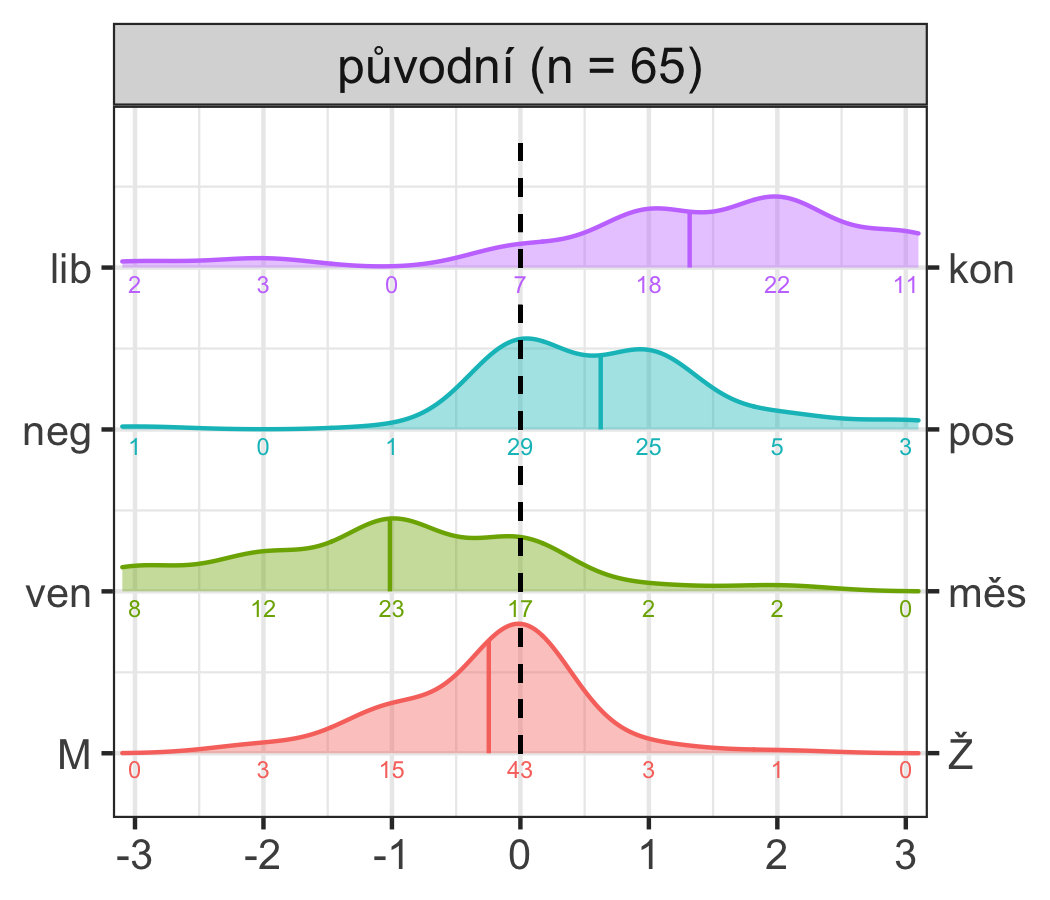 původní (n = 65)
lib kon
2 3 0 7 18 22 11
neg pos
1 0 1 29 25 5 3
ven měs
8 12 23 17 2 2 0
M Ž
0 3 15 43 3 1 0
-3 -2 -1 0 1 2 3